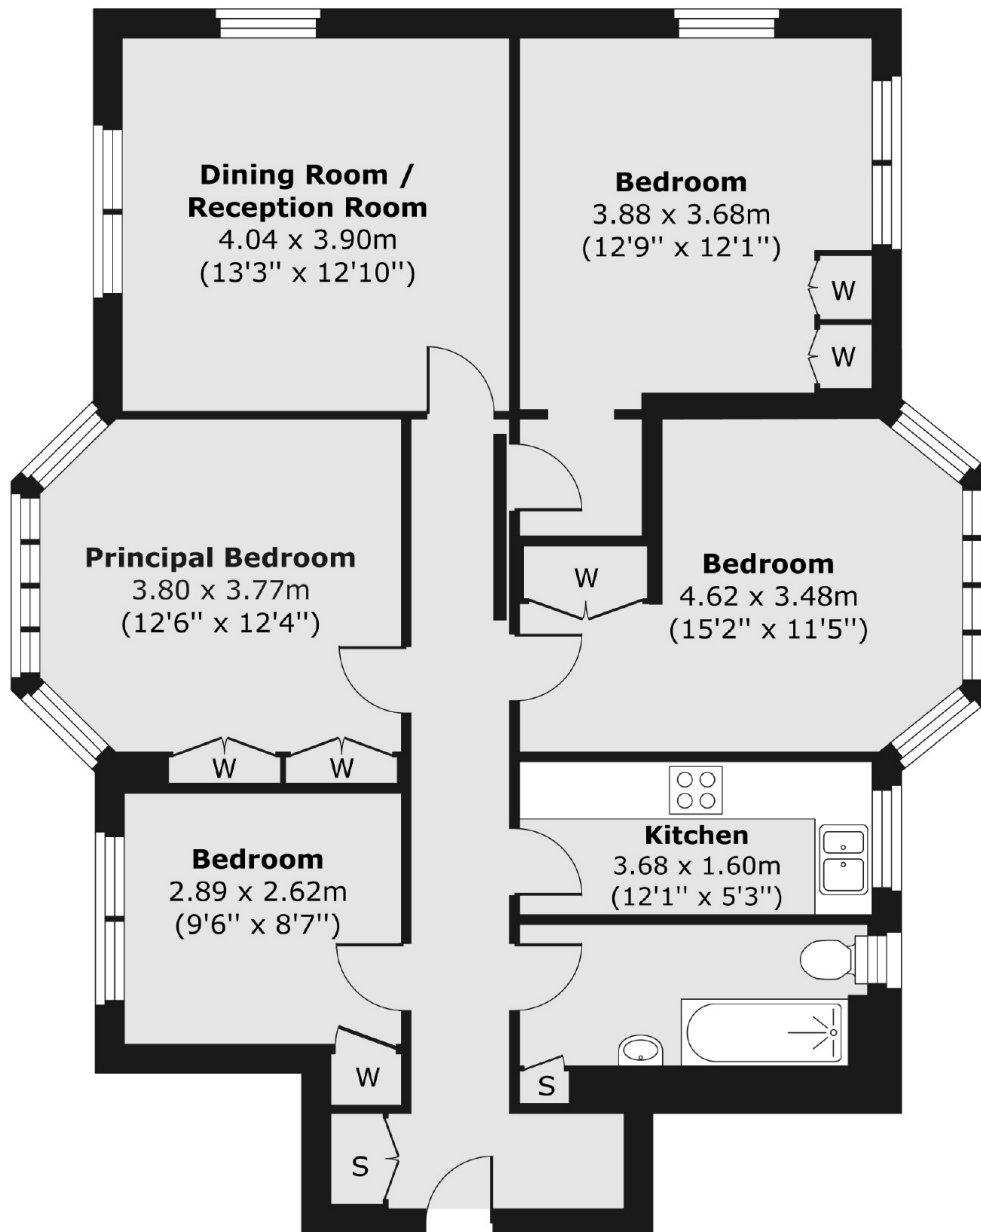 Dining Room /
Reception Room
4.04 x 3.90m
(13'3" x 12'10")
Bedroom
3.88 x 3.68m
(12'9" x 12'1")
W
W
Principal Bedroom
3.80 x 3.77m
(12'6" x 12'4")
W
W
W
Bedroom
4.62 x 3.48m
(15'2" x 11'5")
Bedroom
2.89 x 2.62m
(9'6" x 8'7")
W
Kitchen
3.68 x 1.60m
(12'1" x 5'3")
S
S